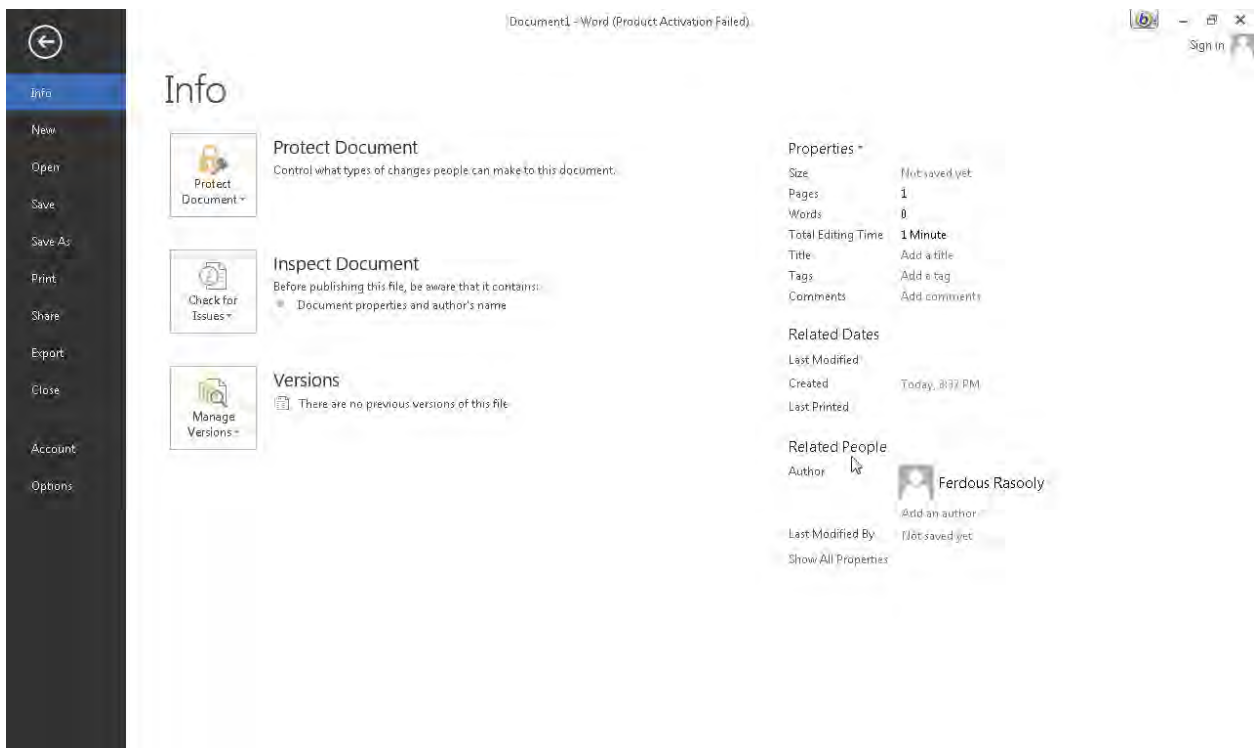 Document1 - Word (Product Activation Failed)
Sign in
Info
New
Open
Save
Save As
Print
Share
Export
Close
Account
Options
Info
Protect Document
Protect Document
Control what types of changes people can make to this document.
Check for Issues
Inspect Document
Before publishing this file, be aware that it contains:
Document properties and author's name
Manage Versions
Versions
There are no previous versions of this file
Properties
Size Not saved yet
Pages 1
Words 0
Total Editing Time 1 Minute
Title Add a title
Tags Add a tag
Comments Add comments
Related Dates
Last Modified
Created Today, PM
Last Printed
Related People
Author Ferdous Rasooly
Add an author
Last Modified By Not saved yet
Show All Properties